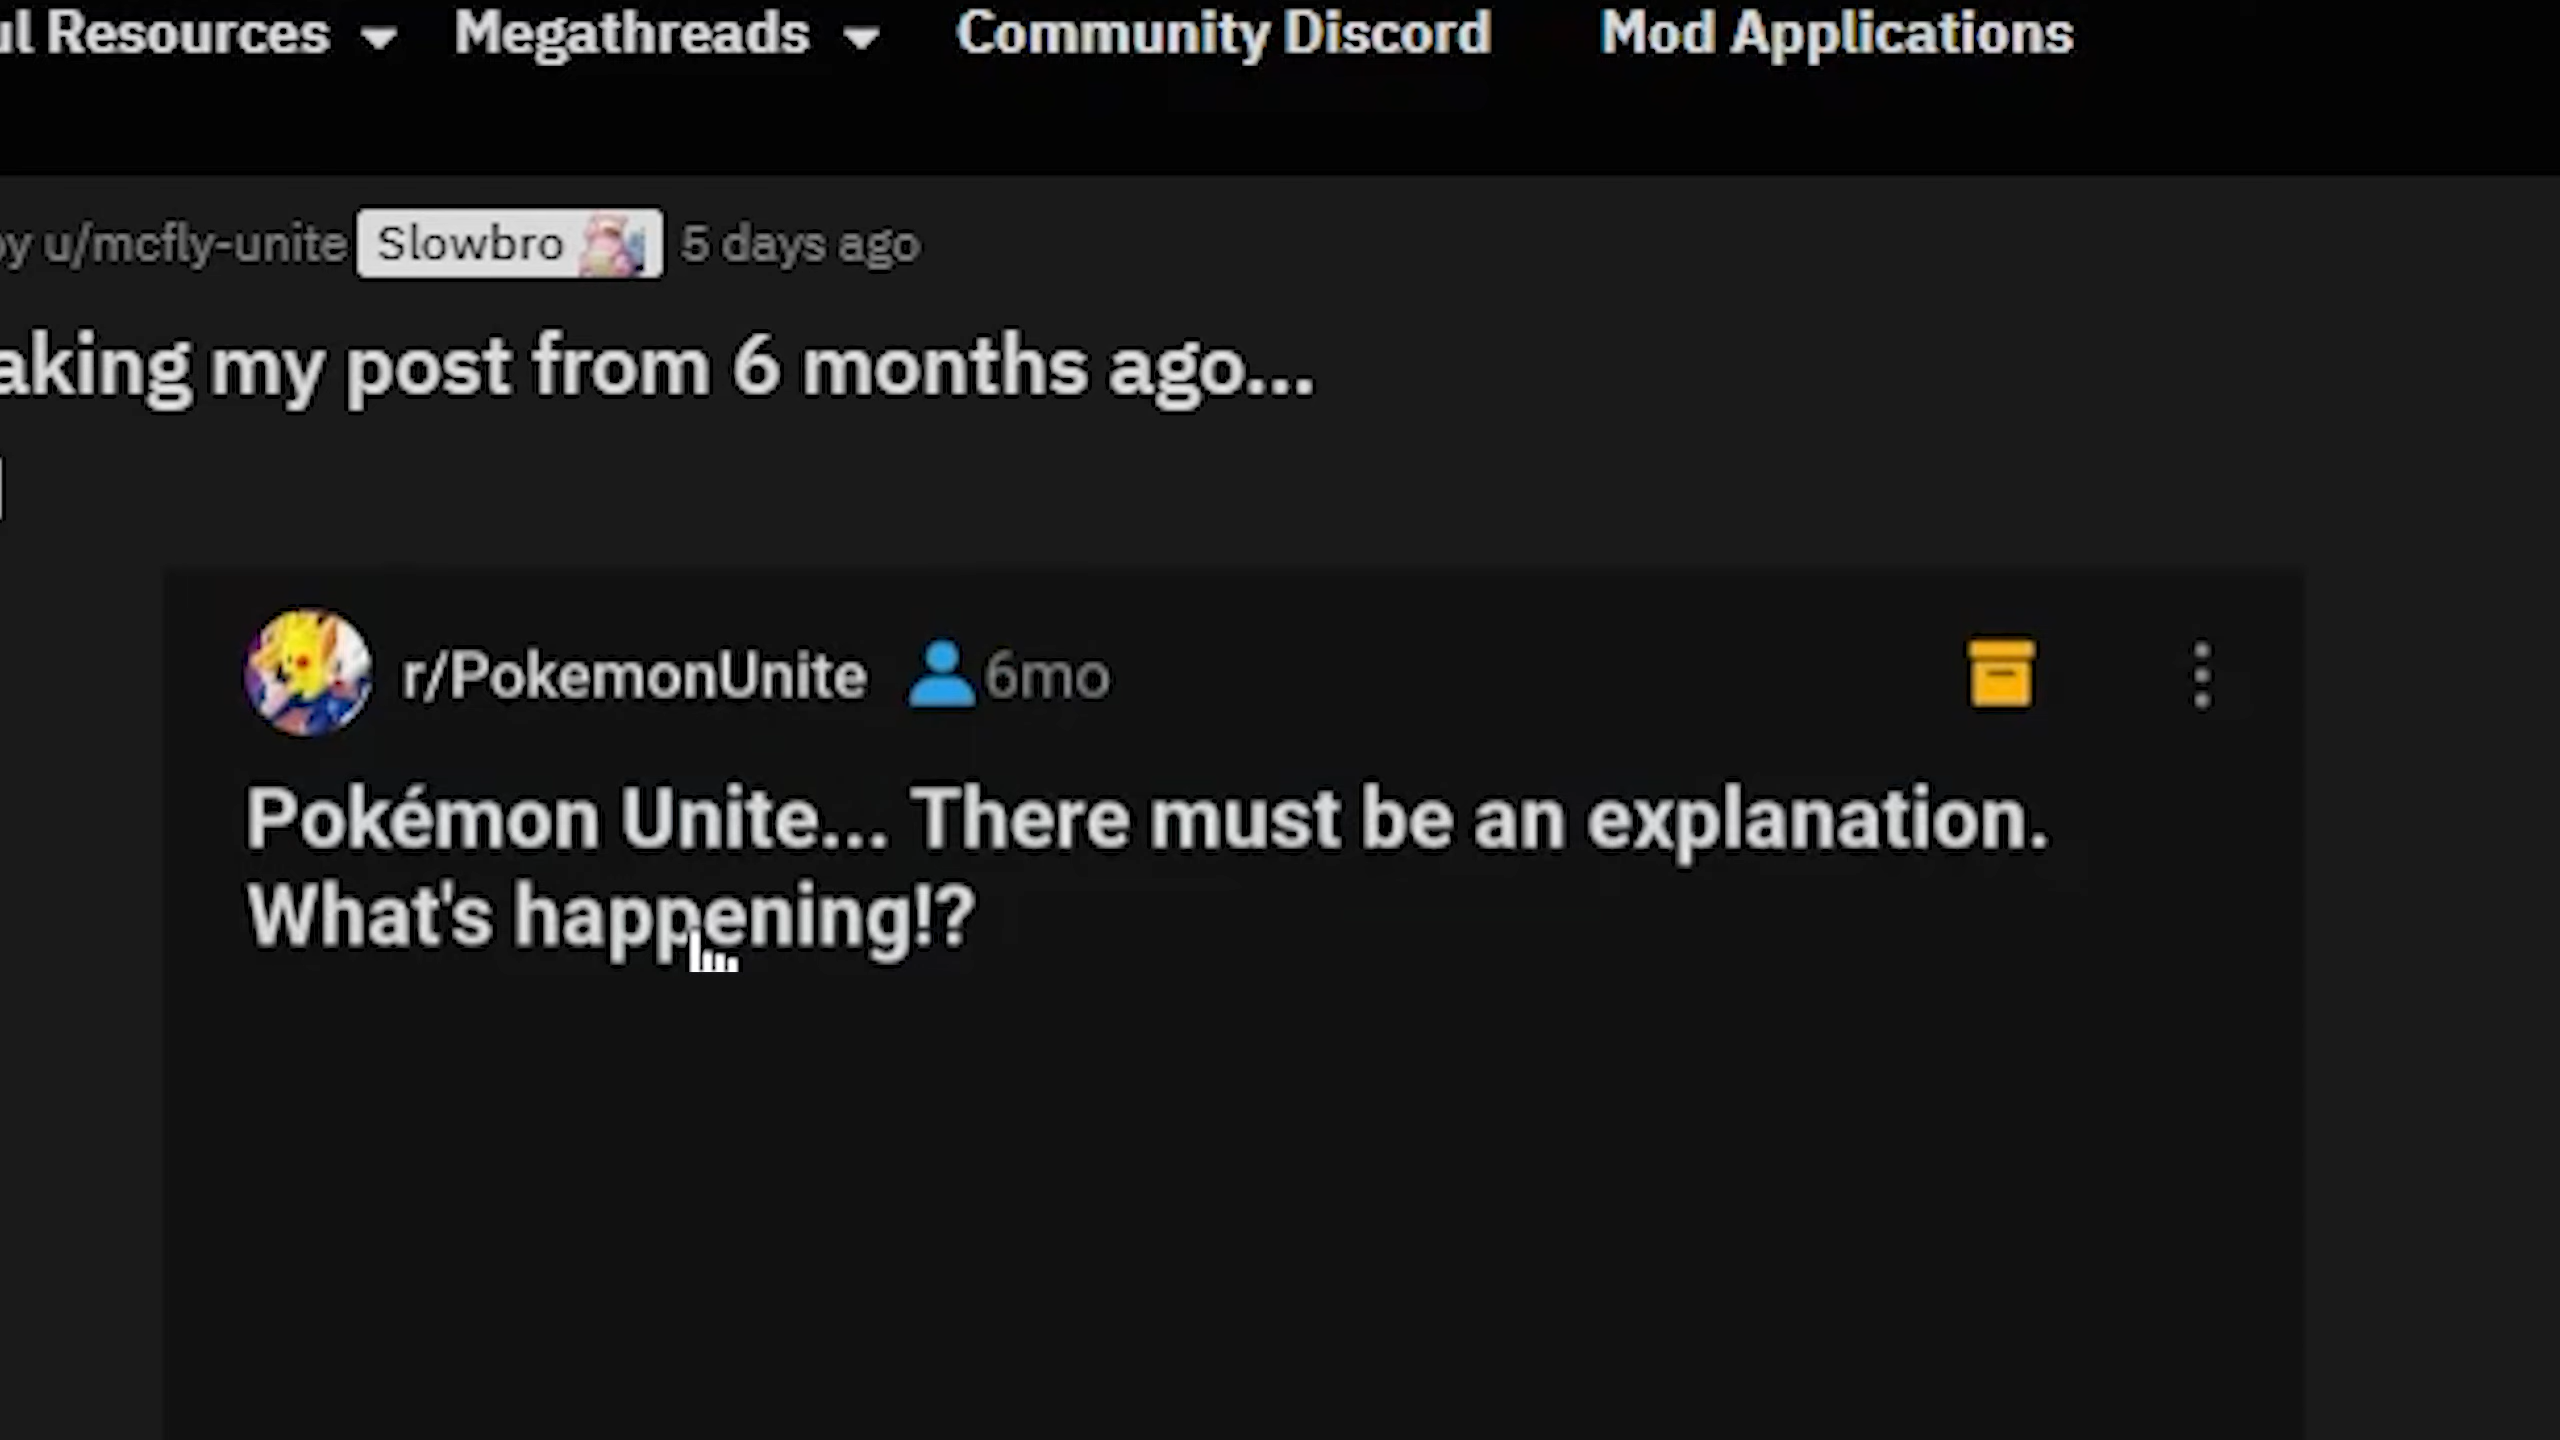 Resources Megathreads Community Discord Mod Applications
u/mcfly-unite Slowbro 5 days ago
my post from 6 months ago...
r/PokemonUnite 6mo
Pokémon Unite... There must be an explanation.
What's happening!?